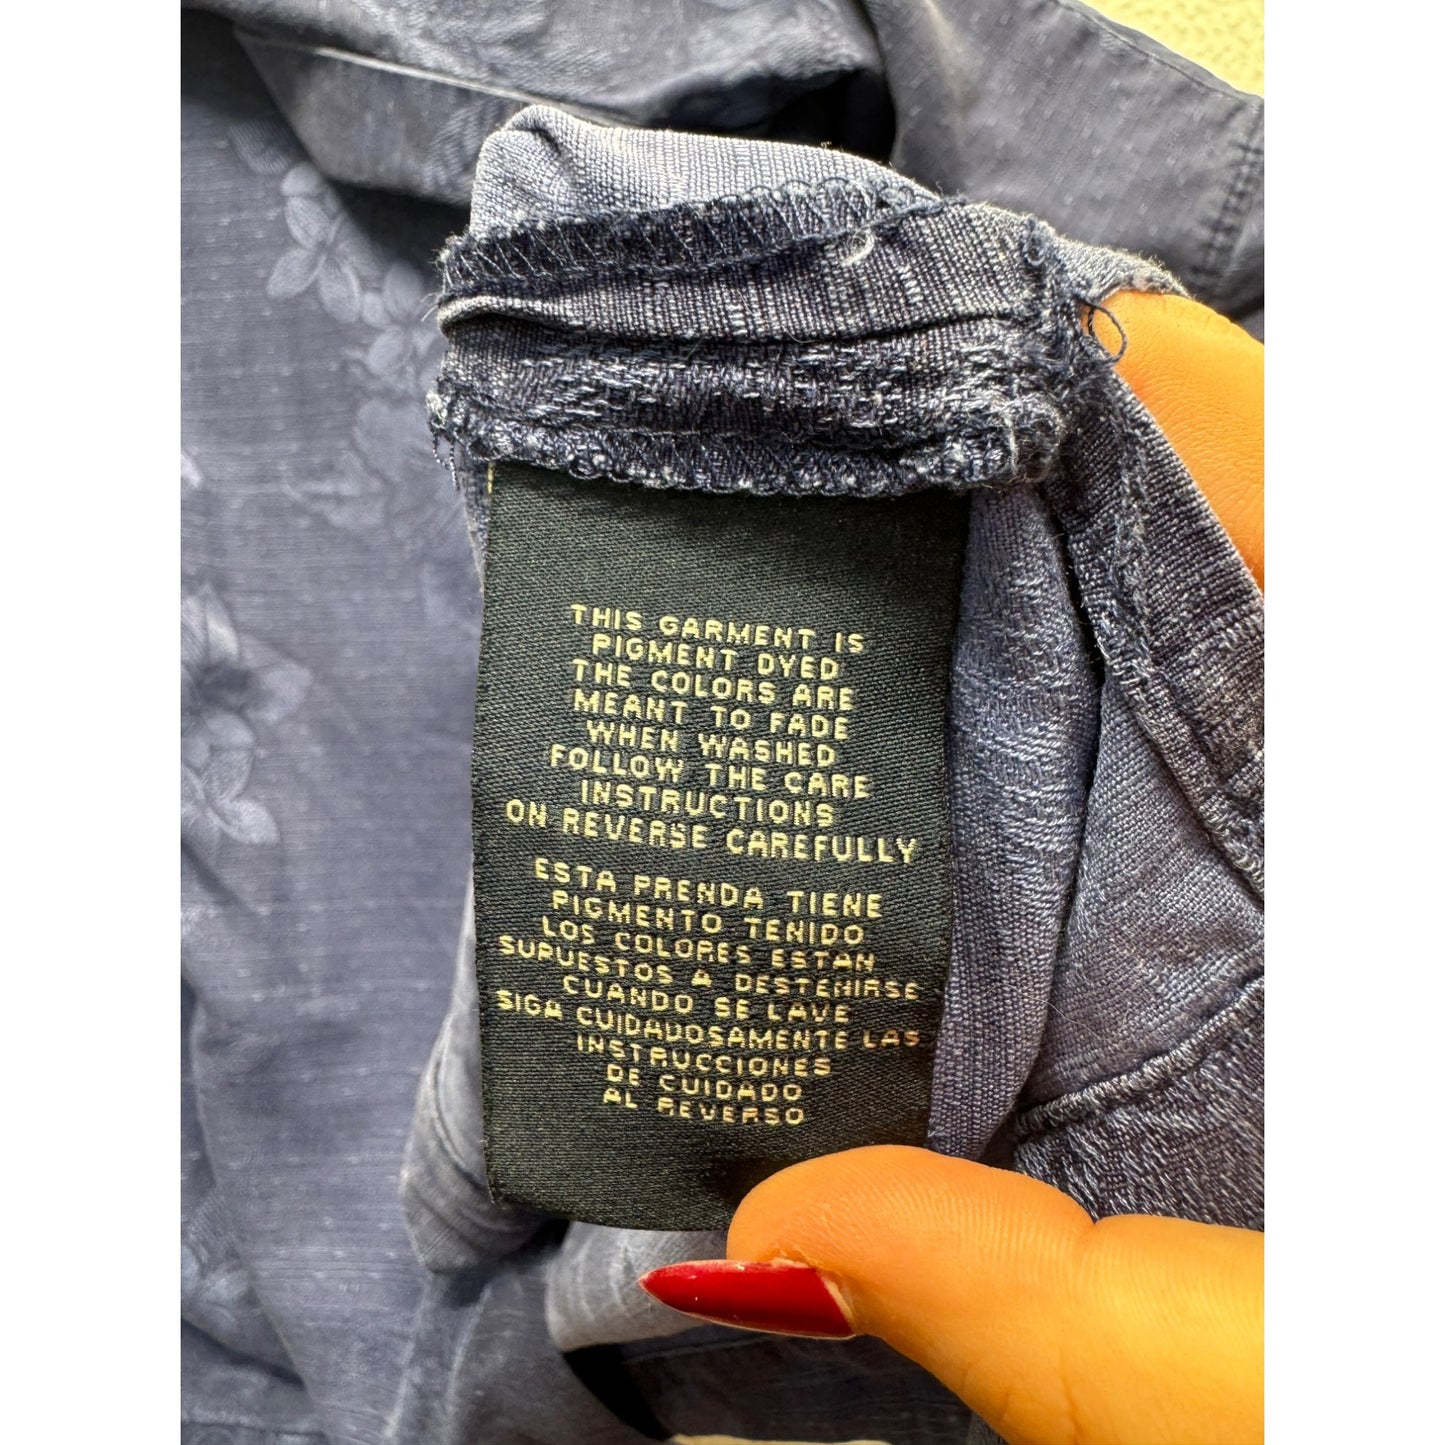 THIS GARMENT IS
PIGMENT DYED
THE COLORS ARE
MEANT TO FADE
WHEN WASHED
FOLLOW THE CARE
INSTRUCTIONS
ON REVERSE CAREFULLY
ESTA PRENDA TIENE
PIGMENTO TENIDO
LOS COLORES ESTAN
SUPUESTOS A DESTENIRSE
CUANDO SE LAVE
SIGA CUIDADOSAMENTE LAS
INSTRUCCIONES
DE CUIDADO
AL REVERSO